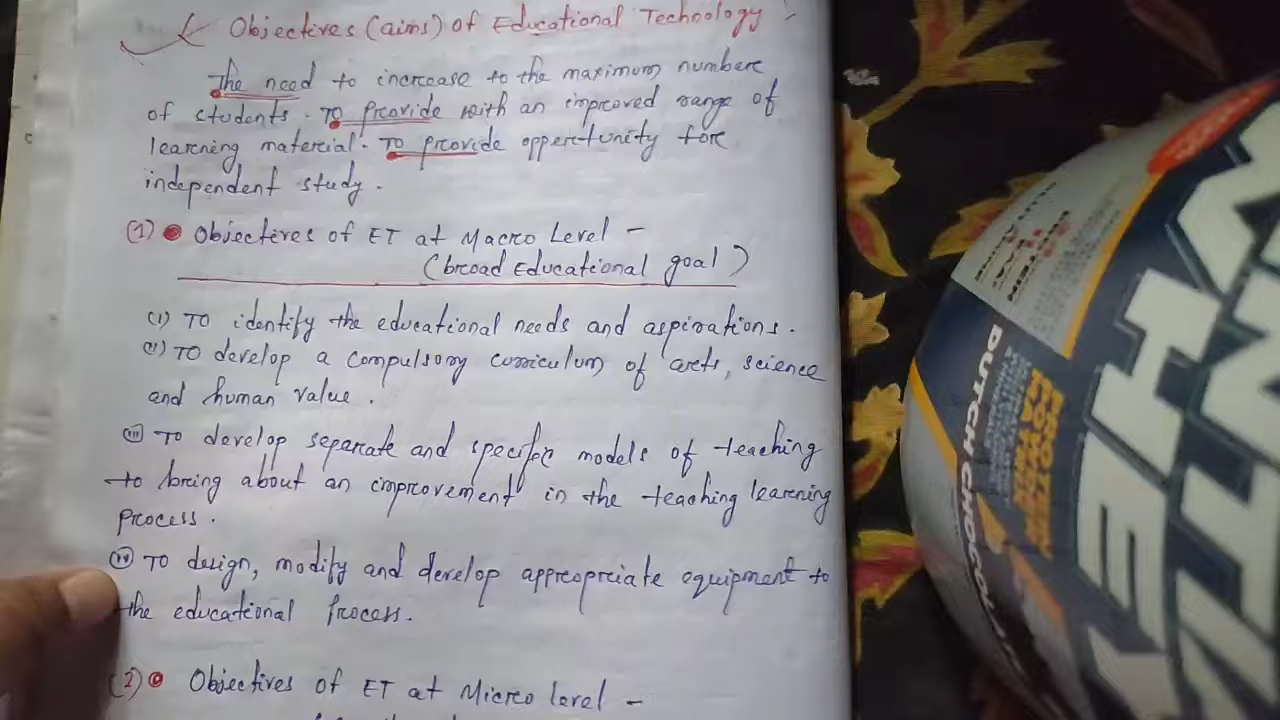 Objectives (aims) of Educational Technology :
The need to increase to the maximum number
of students. To provide with an improved range of
learning material. To provide opportunity for
independent study.
(1) Objectives of ET at Macro Level -
(broad Educational goal)
(i) To identify the educational needs and aspirations.
(ii) To develop a compulsory curriculum of arts, science
and human value.
(iii) To develop separate and specific models of teaching
to bring about an improvement in the teaching learning
process.
(iv) To design, modify and develop appropriate equipment to
the educational process.
(2) Objectives of ET at Micro level -
WHEY
DUTCH CHOCO